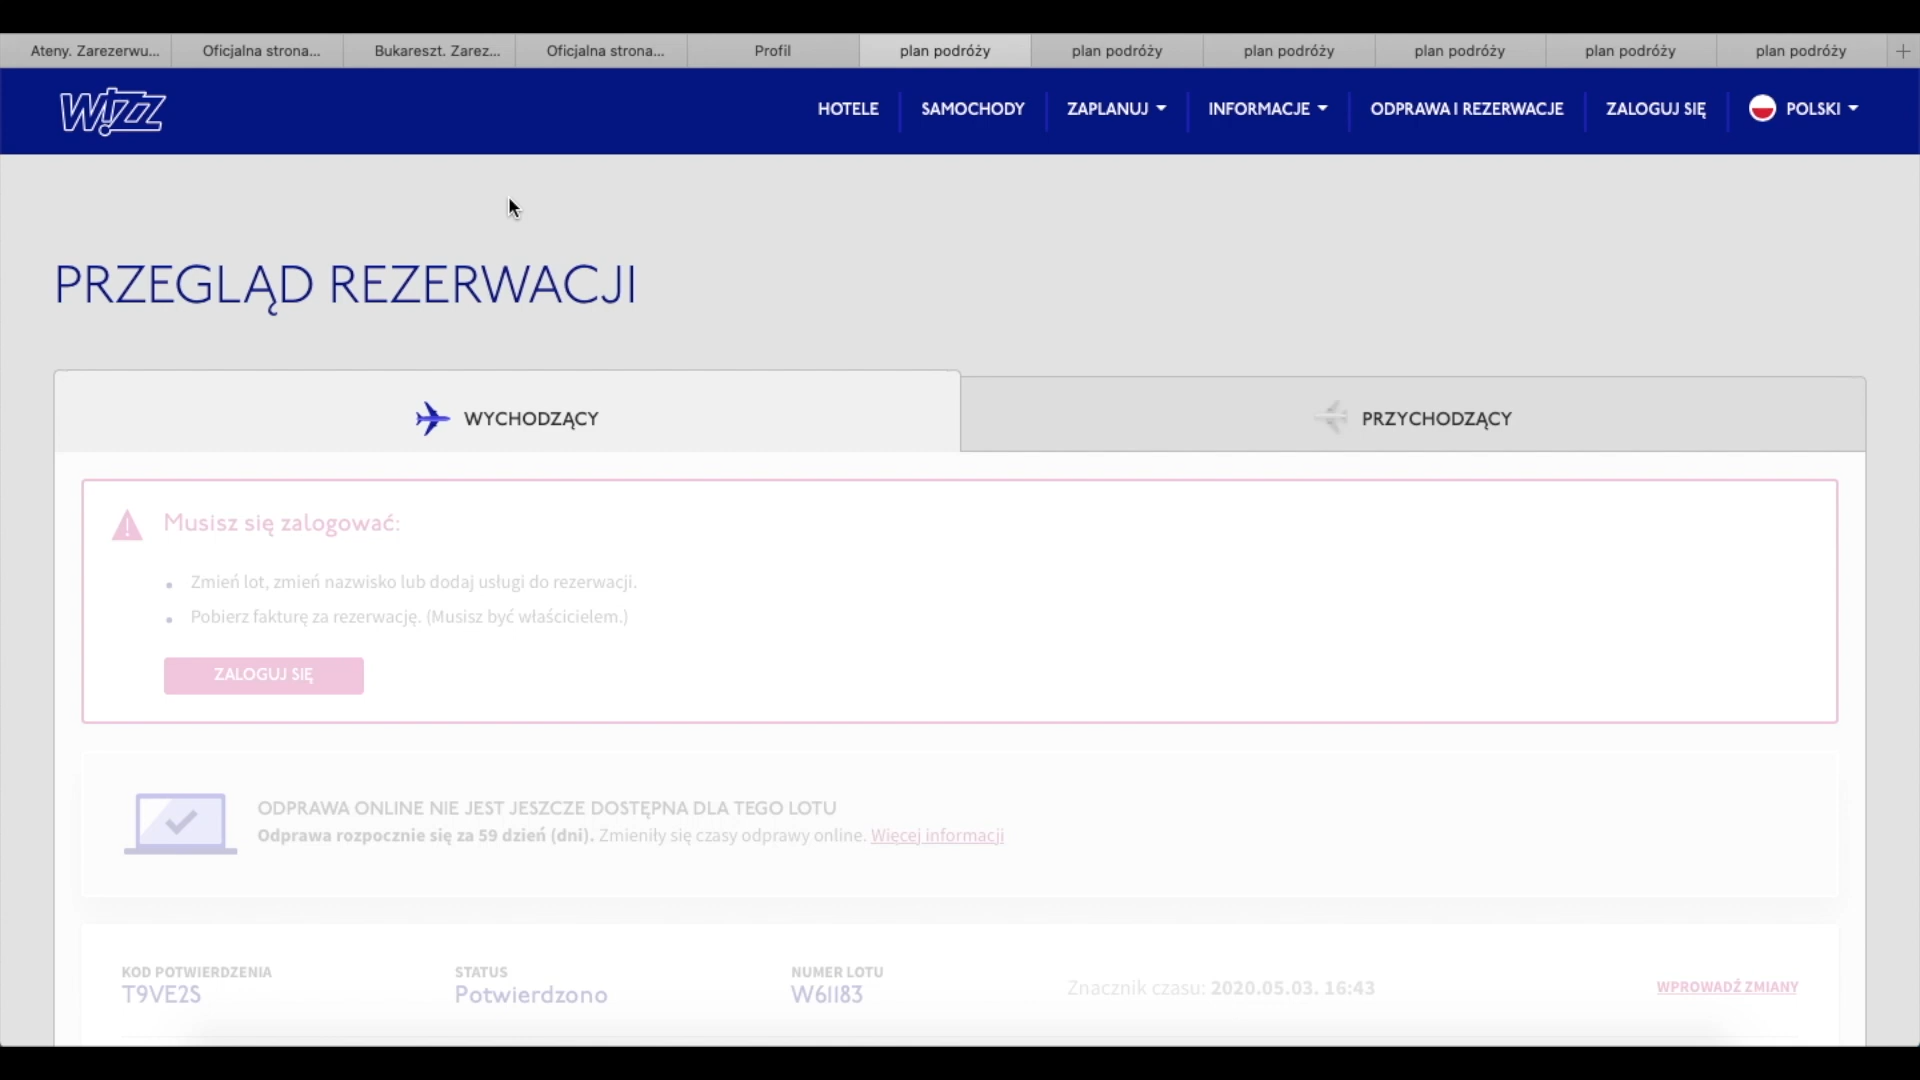 Ateny. Zarezerwu...
Oficjalna strona...
Bukareszt. Zarez...
Oficjalna strona...
Profil
plan podróży
plan podróży
plan podróży
plan podróży
plan podróży
plan podróży
WIZZ
HOTELE
SAMOCHODY
ZAPLANUJ
INFORMACJE
ODPRAWA I REZERWACJE
ZALOGUJ SIĘ
POLSKI
PRZEGLĄD REZERWACJI
WYCHODZĄCY
PRZYCHODZĄCY
Musisz się zalogować:
Zmień lot, zmień nazwisko lub dodaj usługi do rezerwacji.
Pobierz fakturę za rezerwację. (Musisz być właścicielem.)
ZALOGUJ SIĘ
ODPRAWA ONLINE NIE JEST JESZCZE DOSTĘPNA DLA TEGO LOTU
Odprawa rozpocznie się za 59 dzień (dni). Zmieniły się czasy odprawy online. Więcej informacji
KOD POTWIERDZENIA
T9VE2S
STATUS
Potwierdzono
NUMER LOTU
W61183
Znacznik czasu: 2020.05.03. 16:43
WPROWADŹ ZMIANY